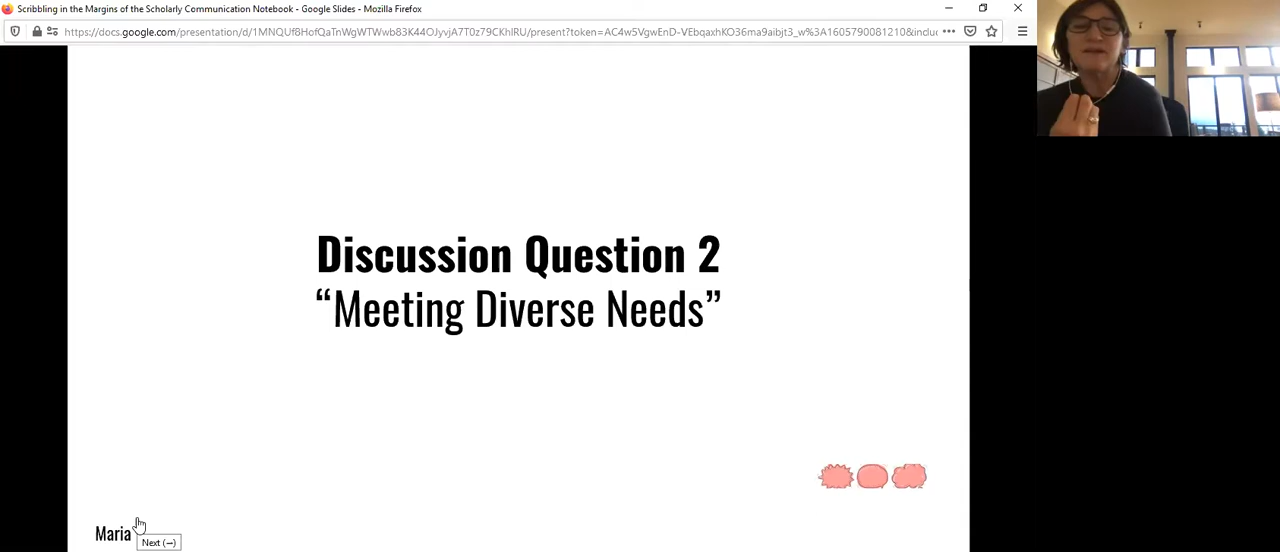 Scribbling in the Margins of the Scholarly Communication Notebook - Google Slides - Mozilla Firefox
Discussion Question 2
“Meeting Diverse Needs”
Maria
Next (→)